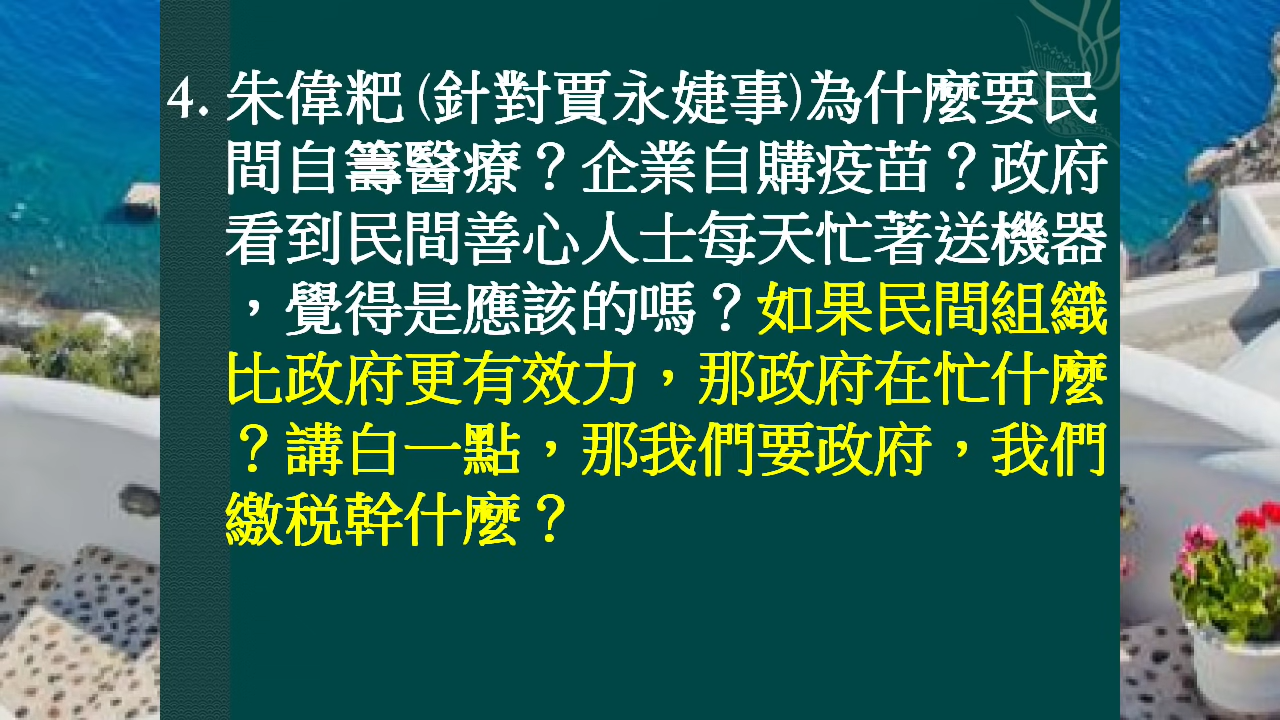 4. 朱偉粑(針對賈永婕事)為什麼要民
間自籌醫療？企業自購疫苗？政府
看到民間善心人士每天忙著送機器
，覺得是應該的嗎？如果民間組織
比政府更有效力，那政府在忙什麼
？講白一點，那我們要政府，我們
繳税幹什麼？